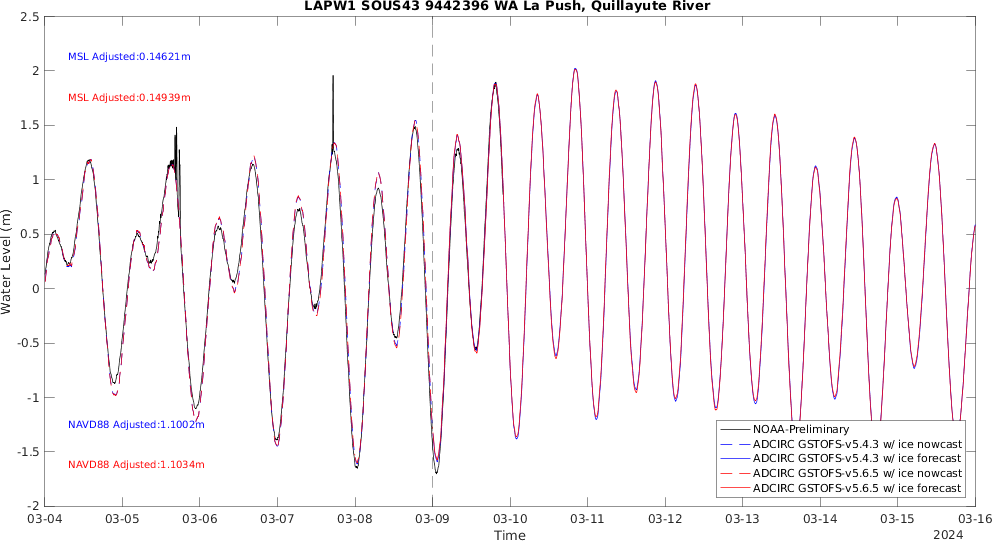 LAPW1 SOUS43 9442396 WA La Push, Quillayute River
2.5
2
1.5
1
0.5
0
-0.5
-1
-1.5
-2
Water Level (m)
MSL Adjusted:0.14621m
MSL Adjusted:0.14939m
NAVD88 Adjusted:1.1002m
NAVD88 Adjusted:1.1034m
NOAA-Preliminary
ADCIRC GSTOFS-v5.4.3 w/ ice nowcast
ADCIRC GSTOFS-v5.4.3 w/ ice forecast
ADCIRC GSTOFS-v5.6.5 w/ ice nowcast
ADCIRC GSTOFS-v5.6.5 w/ ice forecast
03-04 03-05 03-06 03-07 03-08 03-09 03-10 03-11 03-12 03-13 03-14 03-15 03-16
Time
2024